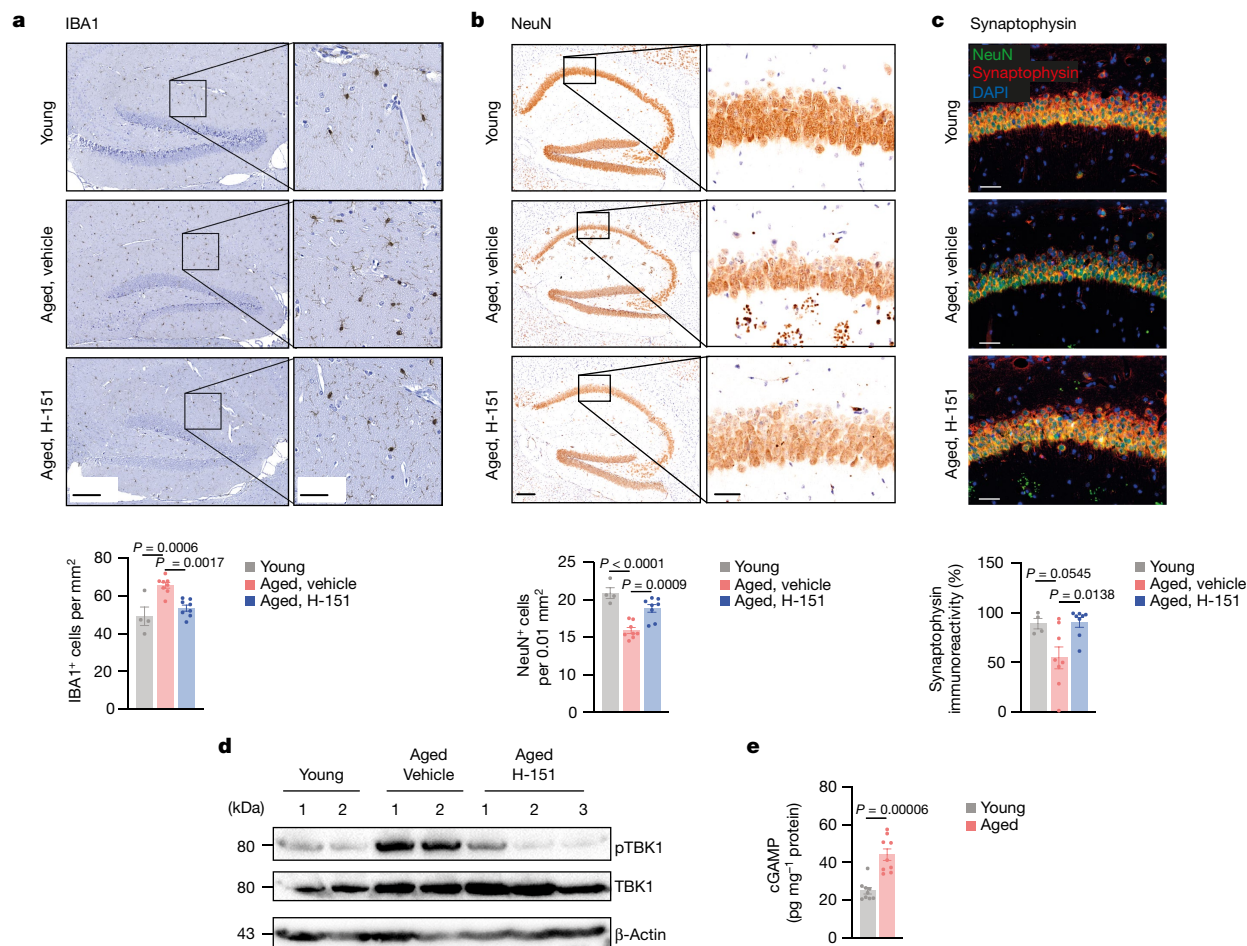 a
IBA1
Young
Aged, vehicle
Aged, H-151
IBA1+ cells per mm2
80
60
40
20
0
P = 0.0006
P = 0.0017
Young
Aged, vehicle
Aged, H-151
b
NeuN
Young
Aged, vehicle
Aged, H-151
NeuN+ cells
per 0.01 mm2
25
20
15
10
5
0
P < 0.0001
P = 0.0009
Young
Aged, vehicle
Aged, H-151
c
Synaptophysin
NeuN
Synaptophysin
DAPI
Young
Aged, vehicle
Aged, H-151
Synaptophysin
immunoreactivity (%)
150
100
50
0
P = 0.0545
P = 0.0138
Young
Aged, vehicle
Aged, H-151
d
Young
Aged
Vehicle
Aged
H-151
(kDa)
1 2 1 2 1 2 3
80 pTBK1
80 TBK1
43 β-Actin
e
cGAMP
(pg mg−1 protein)
80
60
40
20
0
P = 0.00006
Young
Aged